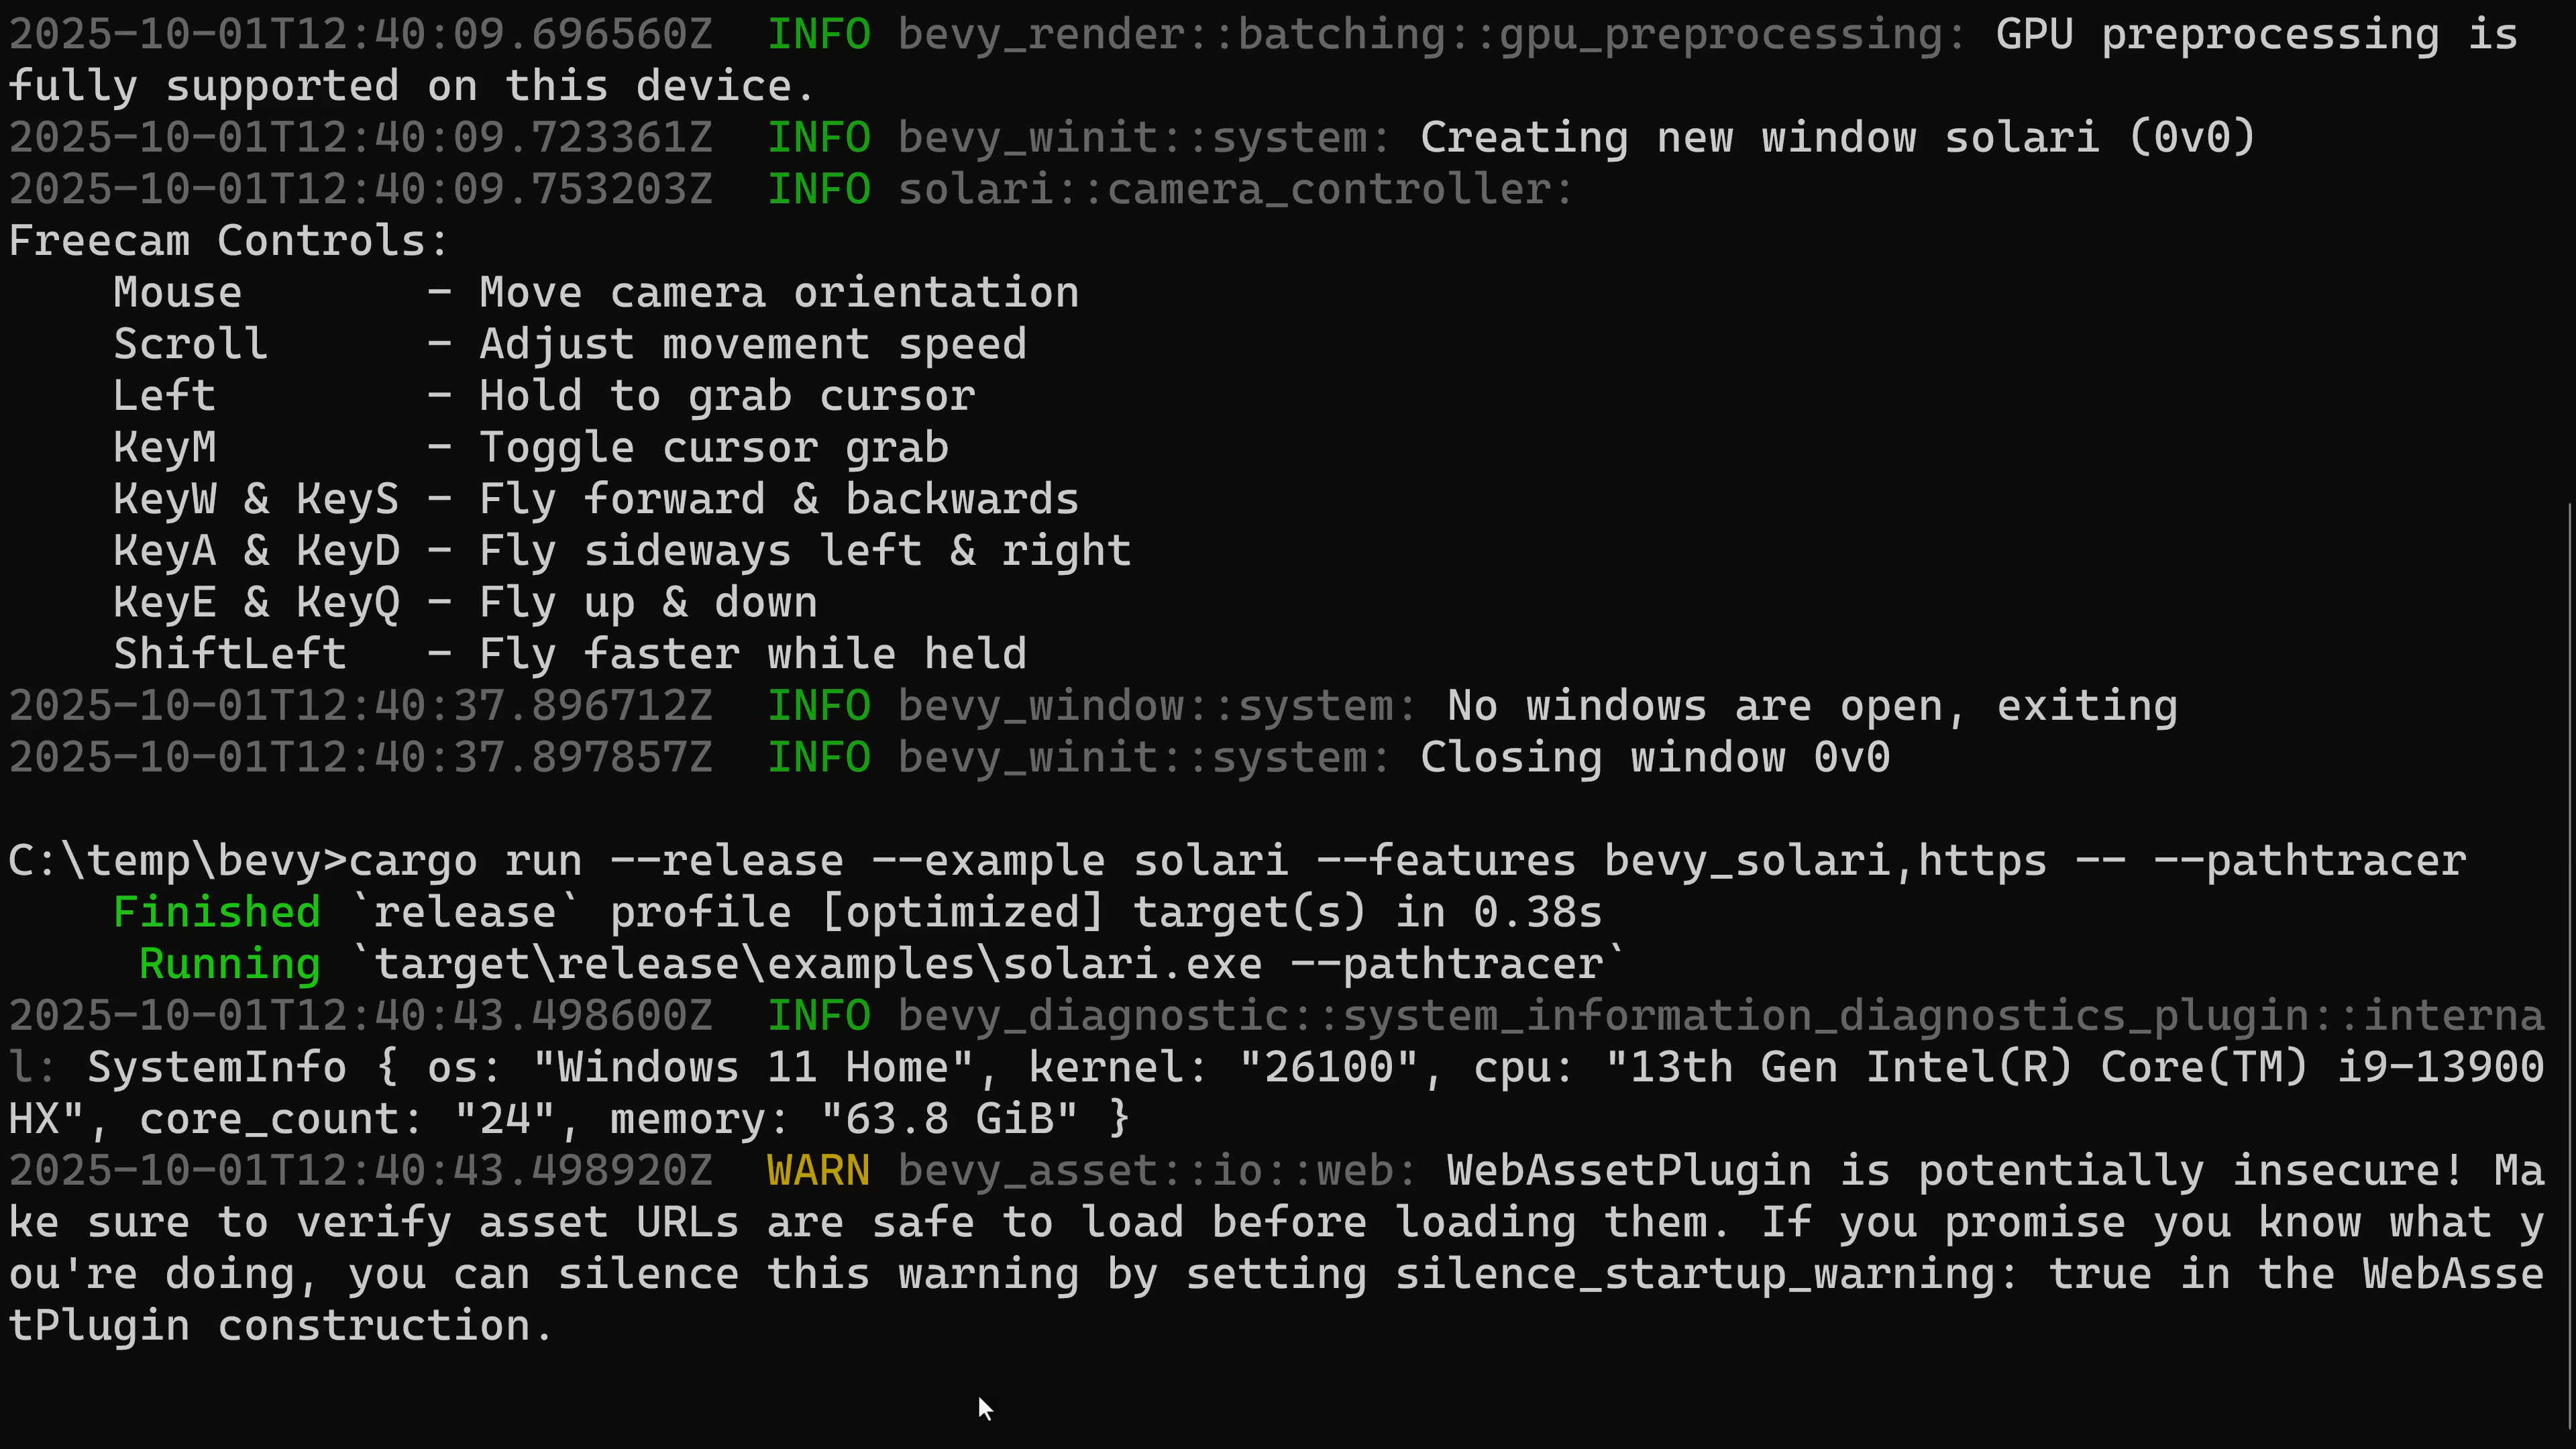 2025-10-01T12:40:09.696560Z  INFO bevy_render::batching::gpu_preprocessing: GPU preprocessing is
fully supported on this device.
2025-10-01T12:40:09.723361Z  INFO bevy_winit::system: Creating new window solari (0v0)
2025-10-01T12:40:09.753203Z  INFO solari::camera_controller:
Freecam Controls:
    Mouse       - Move camera orientation
    Scroll      - Adjust movement speed
    Left        - Hold to grab cursor
    KeyM        - Toggle cursor grab
    KeyW & KeyS - Fly forward & backwards
    KeyA & KeyD - Fly sideways left & right
    KeyE & KeyQ - Fly up & down
    ShiftLeft   - Fly faster while held
2025-10-01T12:40:37.896712Z  INFO bevy_window::system: No windows are open, exiting
2025-10-01T12:40:37.897857Z  INFO bevy_winit::system: Closing window 0v0

C:\temp\bevy>cargo run --release --example solari --features bevy_solari,https -- --pathtracer
    Finished `release` profile [optimized] target(s) in 0.38s
     Running `target\release\examples\solari.exe --pathtracer`
2025-10-01T12:40:43.498600Z  INFO bevy_diagnostic::system_information_diagnostics_plugin::interna
l: SystemInfo { os: "Windows 11 Home", kernel: "26100", cpu: "13th Gen Intel(R) Core(TM) i9-13900
HX", core_count: "24", memory: "63.8 GiB" }
2025-10-01T12:40:43.498920Z  WARN bevy_asset::io::web: WebAssetPlugin is potentially insecure! Ma
ke sure to verify asset URLs are safe to load before loading them. If you promise you know what y
ou're doing, you can silence this warning by setting silence_startup_warning: true in the WebAsse
tPlugin construction.